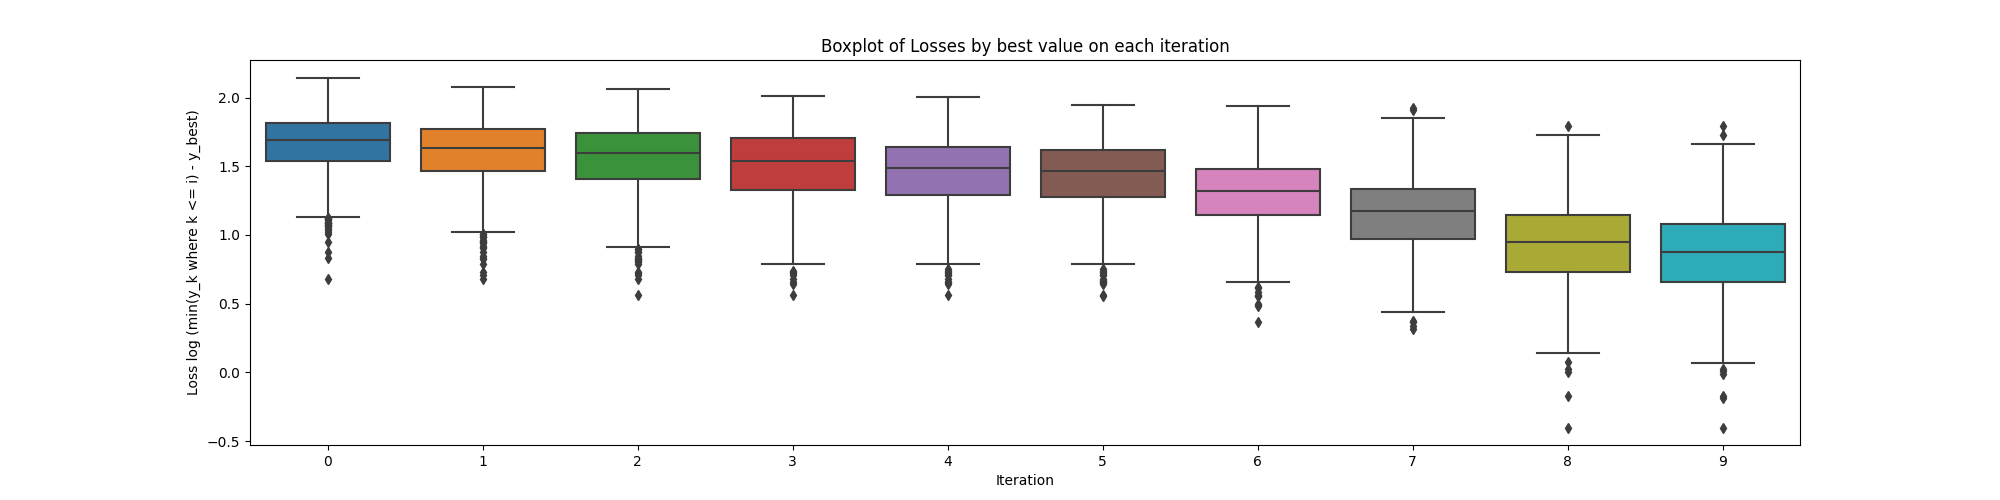 Boxplot of Losses by best value on each iteration
Loss log (min(y_k where k <= i) - y_best)
2.0
1.5
1.0
0.5
0.0
−0.5
0 1 2 3 4 5 6 7 8 9
Iteration